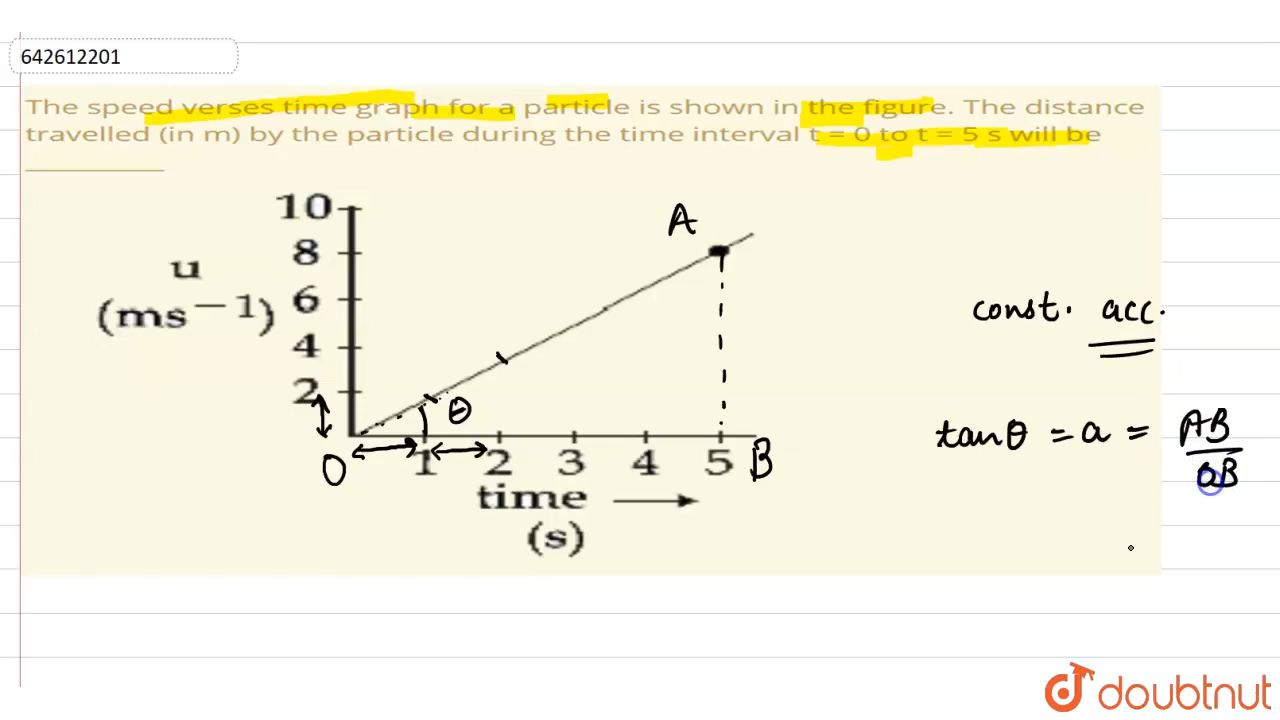 642612201
The speed verses time graph for a particle is shown in the figure. The distance
travelled (in m) by the particle during the time interval t = 0 to t = 5 s will be
__________
10
A
8
u
(ms⁻¹)
6
const. acc.
4
2
θ
tanθ = a = AB/OB
O
1 2 3 4 5 B
time
(s)
doubtnut